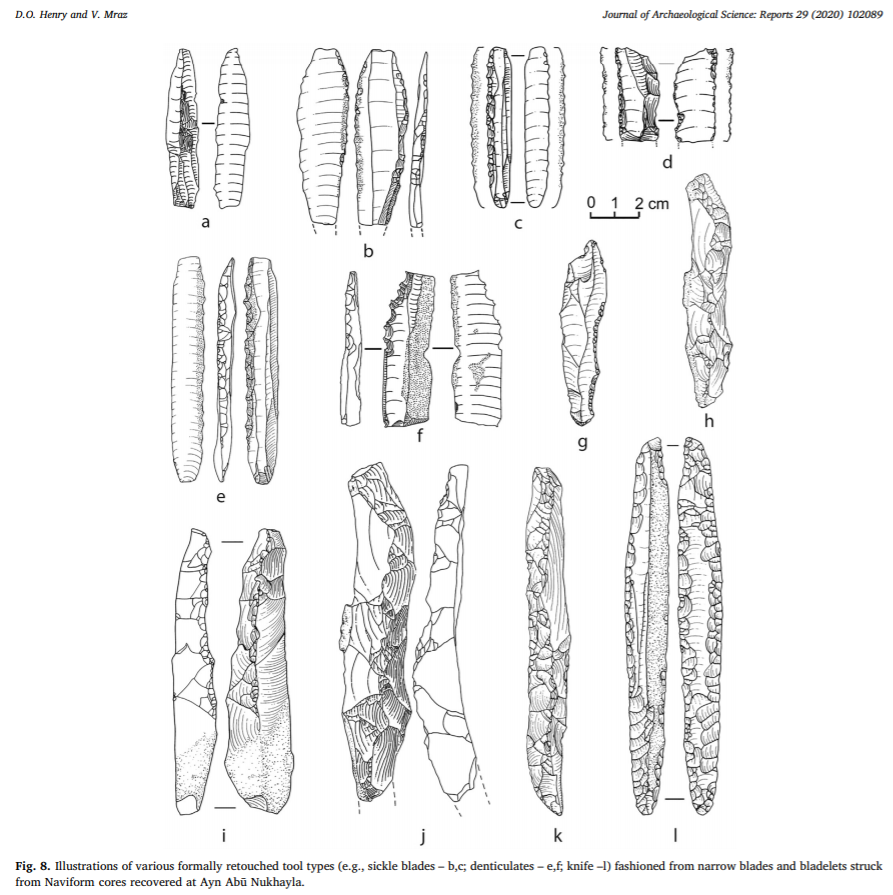 D.O. Henry and V. Mraz
Journal of Archaeological Science: Reports 29 (2020) 102089
a
b
c
0 1 2 cm
d
e
f
g
h
i
j
k
l
Fig. 8. Illustrations of various formally retouched tool types (e.g., sickle blades – b,c; denticulates – e,f; knife –l) fashioned from narrow blades and bladelets struck
from Naviform cores recovered at Ayn Abū Nukhayla.